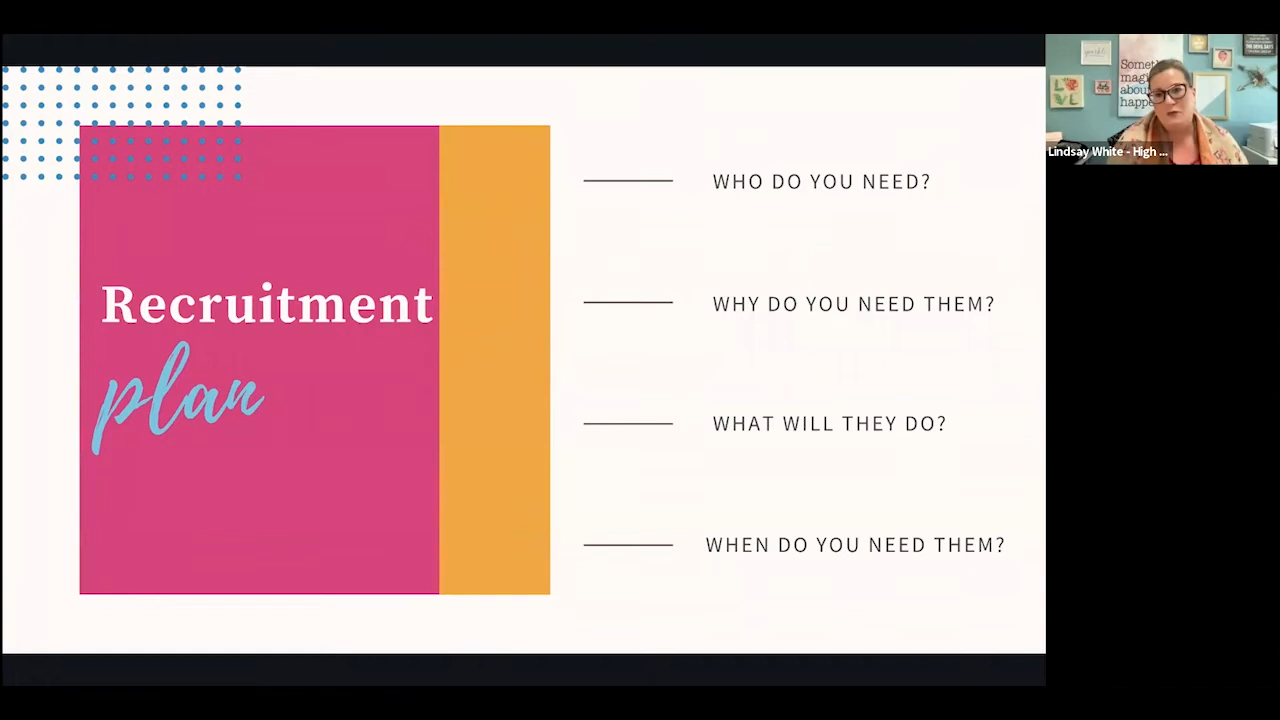 Recruitment
plan
WHO DO YOU NEED?
WHY DO YOU NEED THEM?
WHAT WILL THEY DO?
WHEN DO YOU NEED THEM?
Lindsay White - High ...